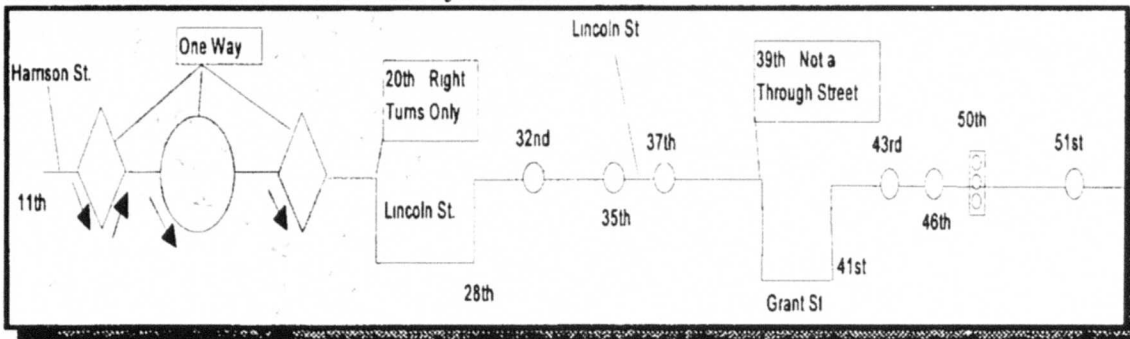 Lincoln St
One Way
Harrison St.
20th Right
Turns Only
39th Not a
Through Street
32nd
37th
43rd
50th
51st
11th
Lincoln St.
35th
46th
28th
41st
Grant St